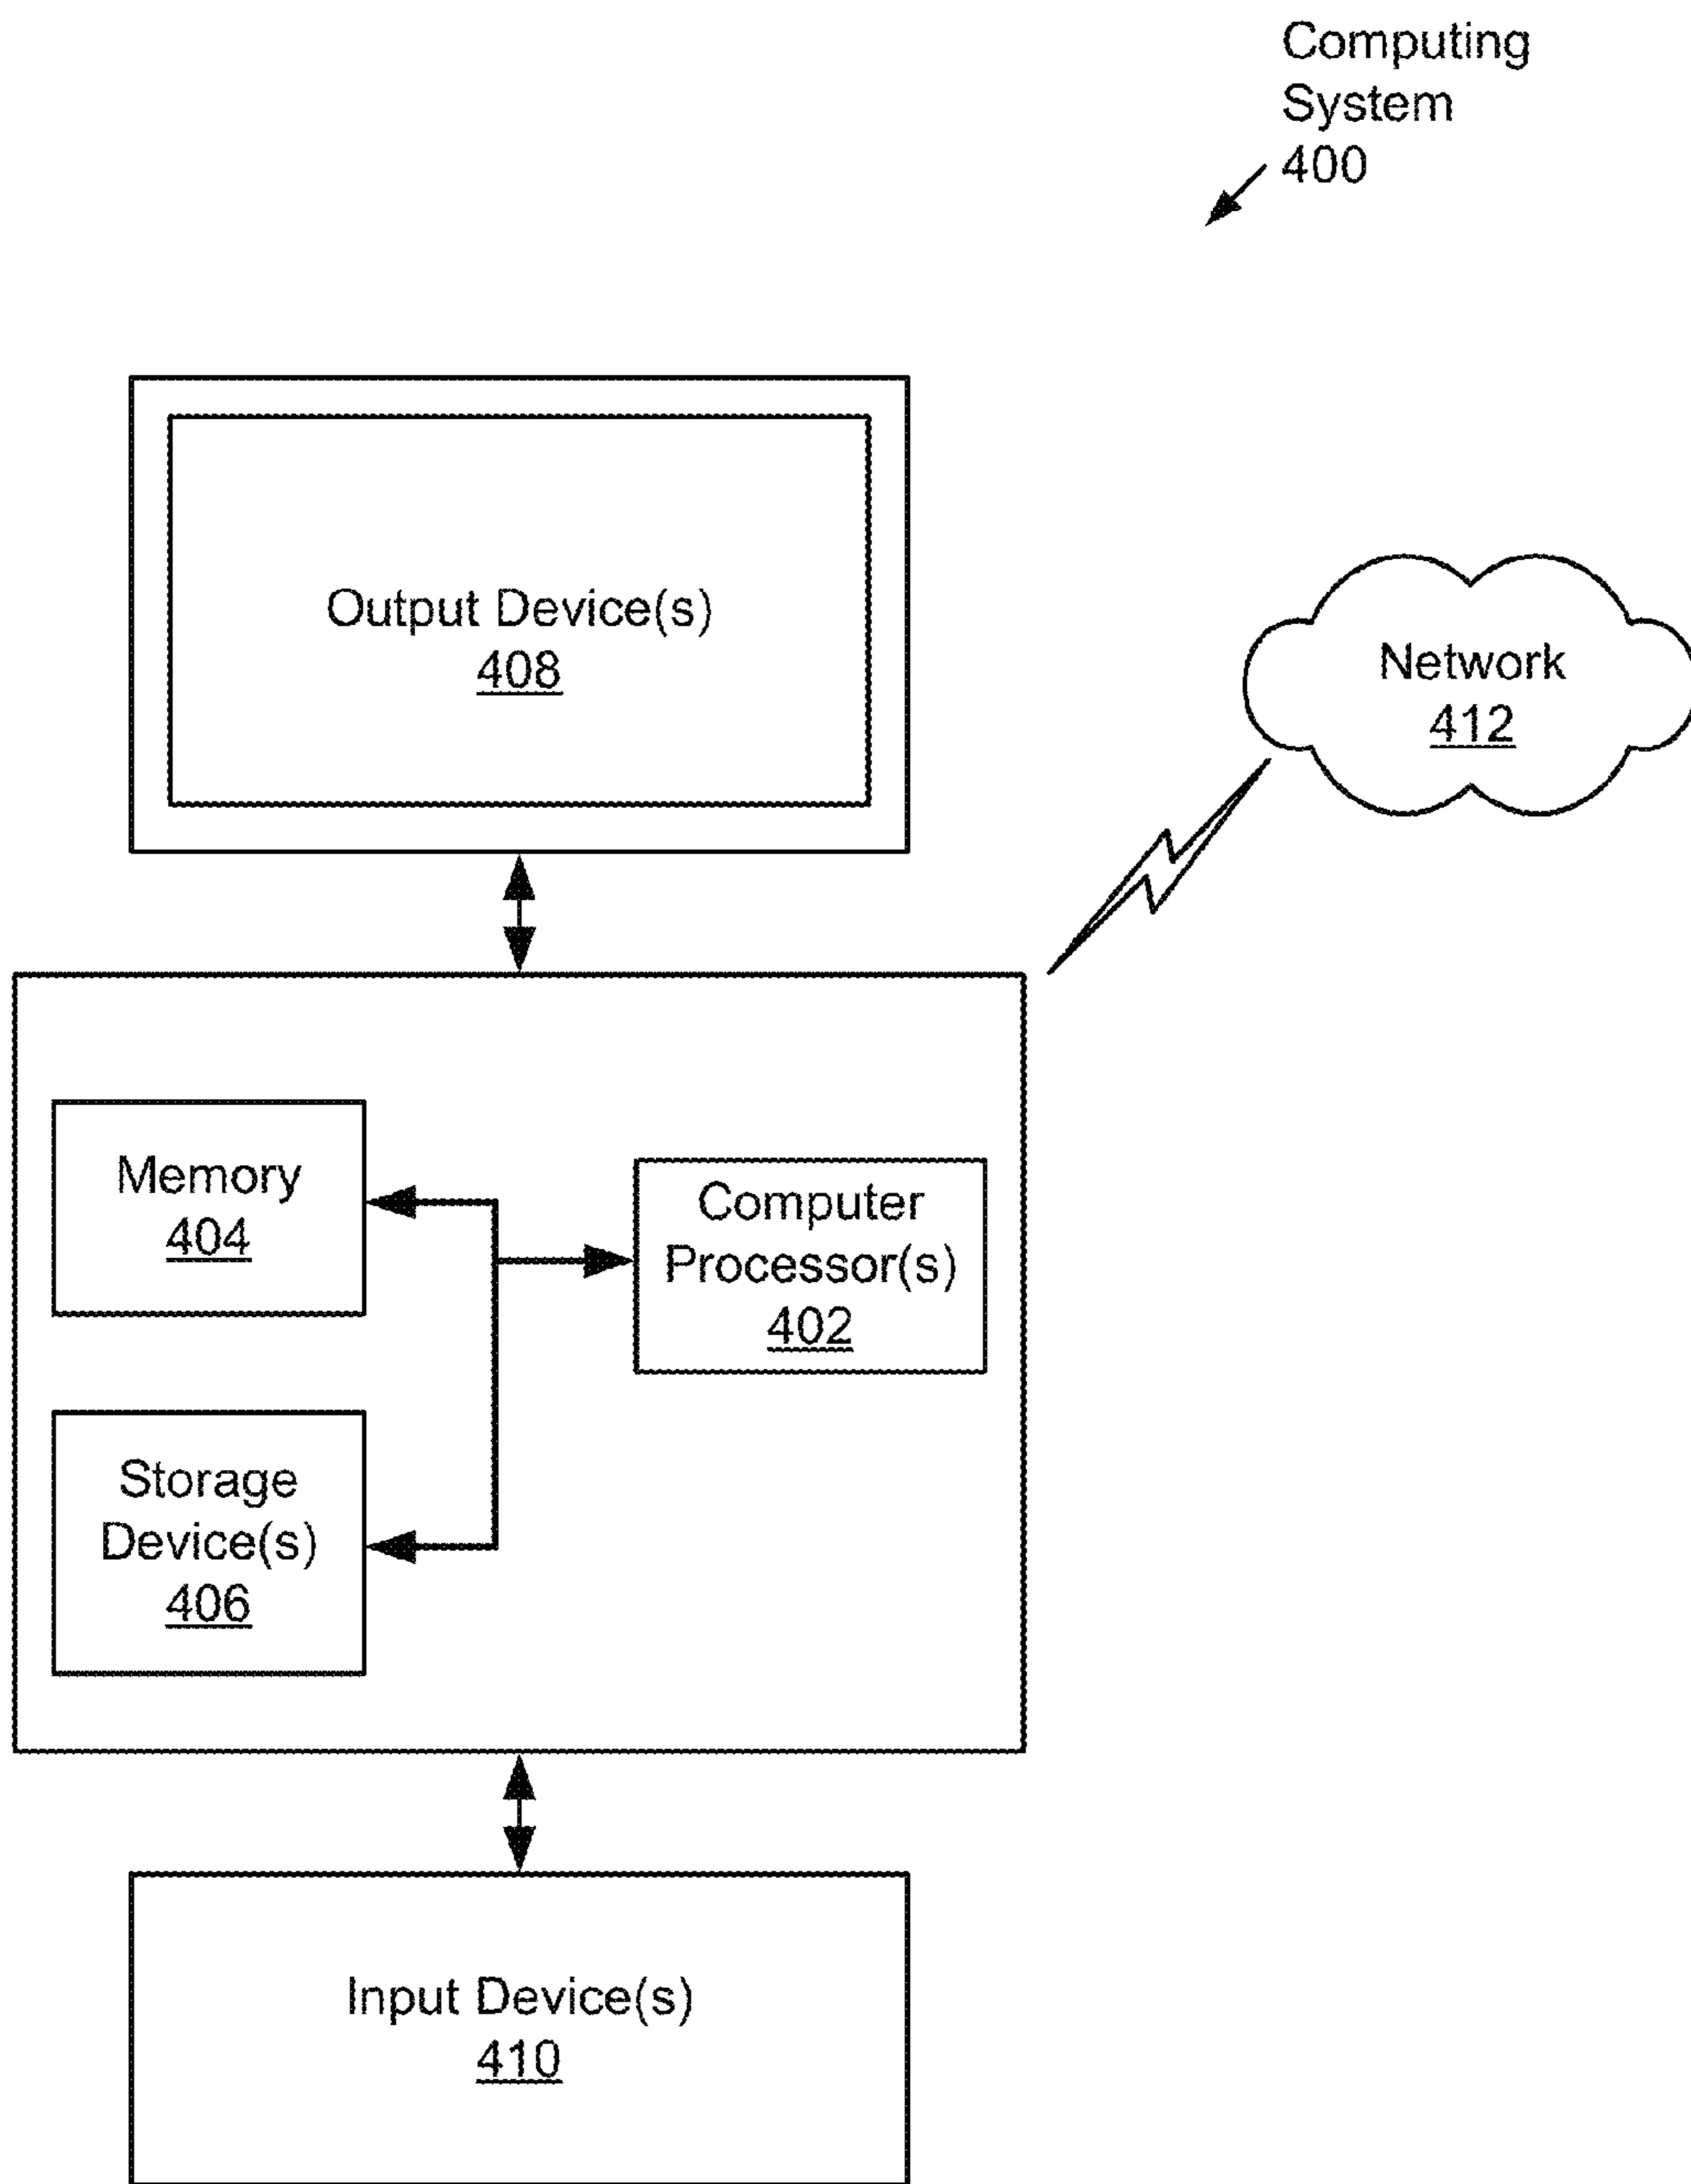 Computing
System
400
Output Device(s)
408
Network
412
Memory
404
Computer
Processor(s)
402
Storage
Device(s)
406
Input Device(s)
410